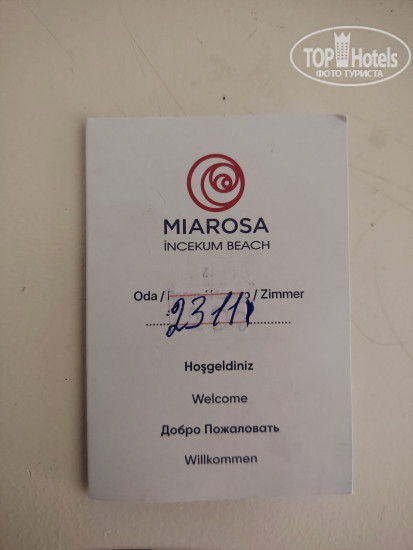 TOP Hotels
ФОТО ТУРИСТА
MIAROSA
İNCEKUM BEACH
Oda / / Zimmer
2311
Hoşgeldiniz
Welcome
Добро Пожаловать
Willkommen